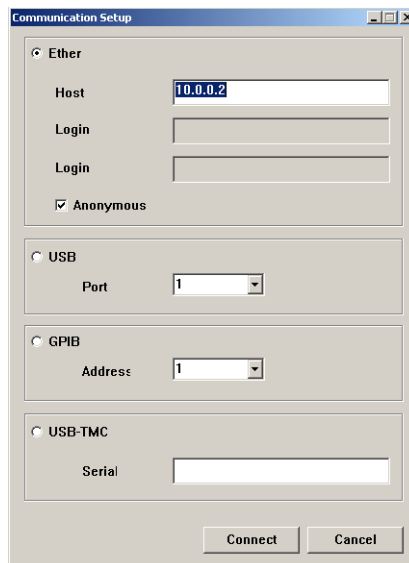 Communication Setup
Ether
Host 10.0.0.2
Login
Login
Anonymous
USB
Port 1
GPIB
Address 1
USB-TMC
Serial
Connect Cancel